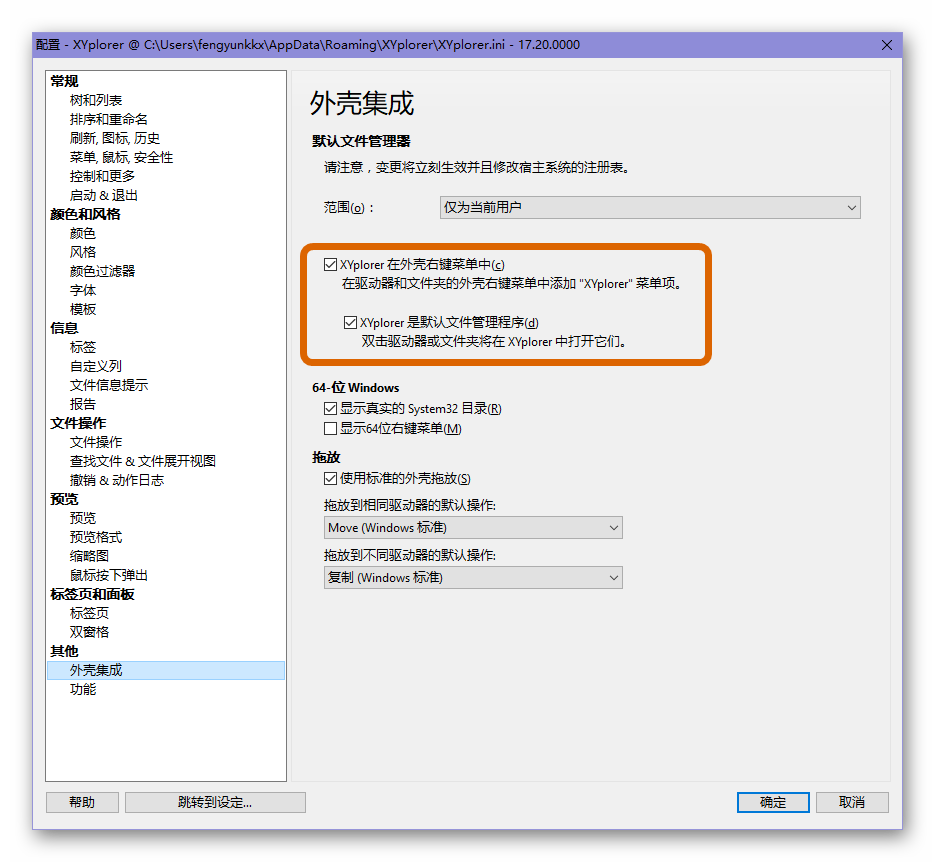 配置 - XYplorer @ C:\Users\fengyunkkx\AppData\Roaming\XYplorer\XYplorer.ini - 17.20.0000
常规
树和列表
排序和重命名
刷新, 图标, 历史
菜单, 鼠标, 安全性
控制和更多
启动 & 退出
颜色和风格
颜色
风格
颜色过滤器
字体
模板
信息
标签
自定义列
文件信息提示
报告
文件操作
文件操作
查找文件 & 文件展开视图
撤销 & 动作日志
预览
预览
预览格式
缩略图
鼠标按下弹出
标签页和面板
标签页
双窗格
其他
外壳集成
功能
外壳集成
默认文件管理器
请注意，变更将立刻生效并且修改宿主系统的注册表。
范围(o)： 仅为当前用户
XYplorer 在外壳右键菜单中(c)
在驱动器和文件夹的外壳右键菜单中添加 "XYplorer" 菜单项。
XYplorer 是默认文件管理程序(d)
双击驱动器或文件夹将在 XYplorer 中打开它们。
64-位 Windows
显示真实的 System32 目录(R)
显示64位右键菜单(M)
拖放
使用标准的外壳拖放(S)
拖放到相同驱动器的默认操作:
Move (Windows 标准)
拖放到不同驱动器的默认操作:
复制 (Windows 标准)
帮助 跳转到设定... 确定 取消